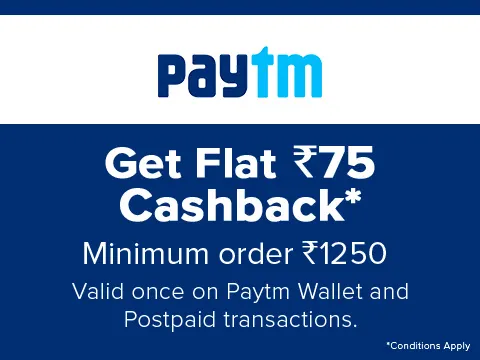 paytm
Get Flat ₹75
Cashback*
Minimum order ₹1250
Valid once on Paytm Wallet and
Postpaid transactions.
*Conditions Apply